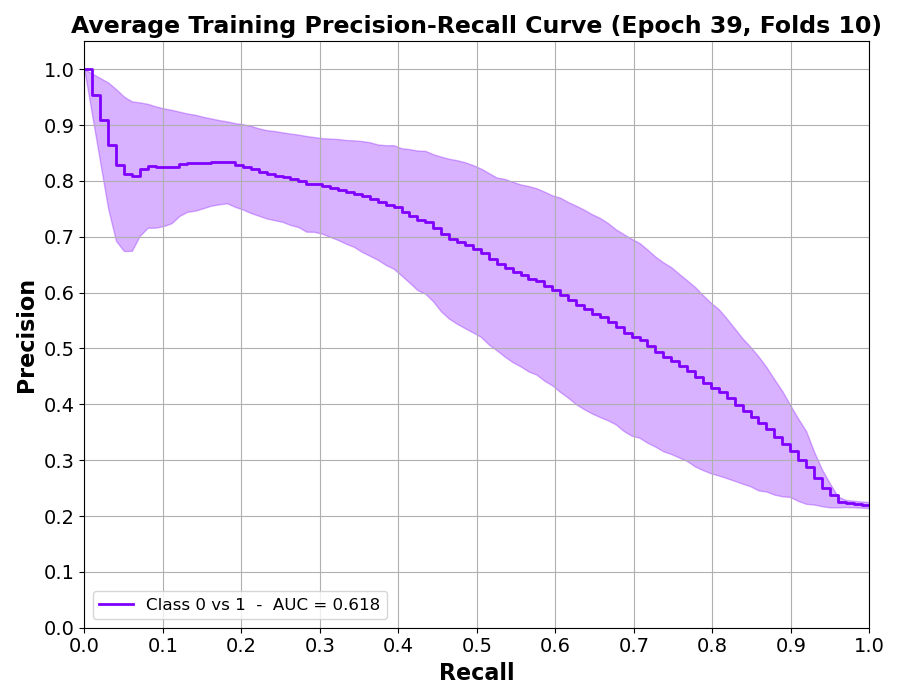 Average Training Precision-Recall Curve (Epoch 39, Folds 10)
Precision
1.0
0.9
0.8
0.7
0.6
0.5
0.4
0.3
0.2
0.1
0.0
Class 0 vs 1 - AUC = 0.618
0.0 0.1 0.2 0.3 0.4 0.5 0.6 0.7 0.8 0.9 1.0
Recall